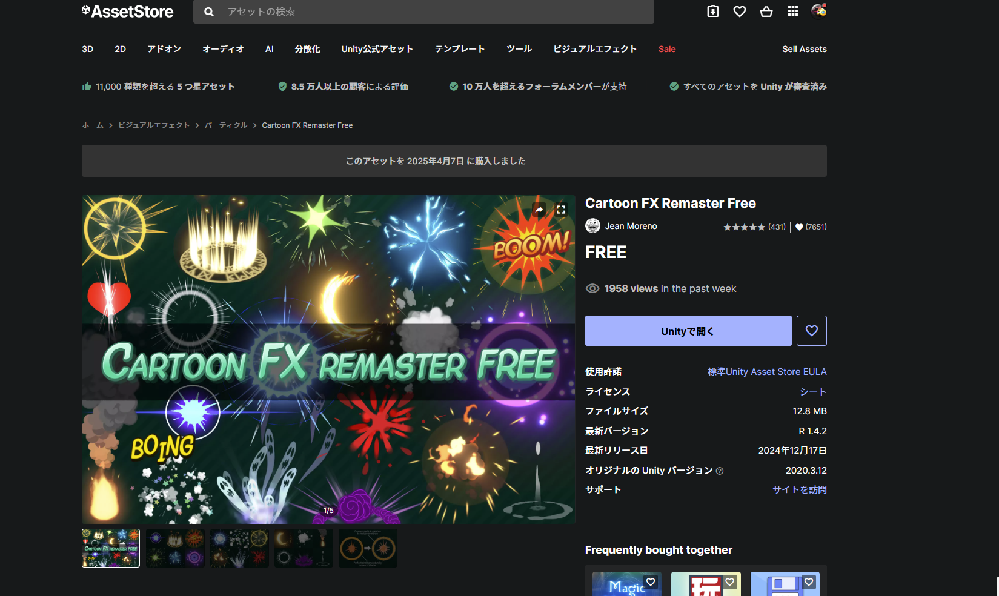 AssetStore
アセットの検索
3D 2D アドオン オーディオ AI 分散化 Unity公式アセット テンプレート ツール ビジュアルエフェクト Sale Sell Assets
11,000 種類を超える 5 つ星アセット 8.5 万人以上の顧客による評価 10 万人を超えるフォーラムメンバーが支持 すべてのアセットを Unity が審査済み
ホーム > ビジュアルエフェクト > パーティクル > Cartoon FX Remaster Free
このアセットを 2025年4月7日 に購入しました
BOOM!
CARTOON FX REMASTER FREE
BOING
1/5
CARTOON FX REMASTER FREE
Cartoon FX Remaster Free
Jean Moreno
★★★★★ (431) | (7651)
FREE
1958 views in the past week
Unityで開く
使用許諾 標準Unity Asset Store EULA
ライセンス シート
ファイルサイズ 12.8 MB
最新バージョン R 1.4.2
最新リリース日 2024年12月17日
オリジナルの Unity バージョン ? 2020.3.12
サポート サイトを訪問
Frequently bought together
Magic
玩